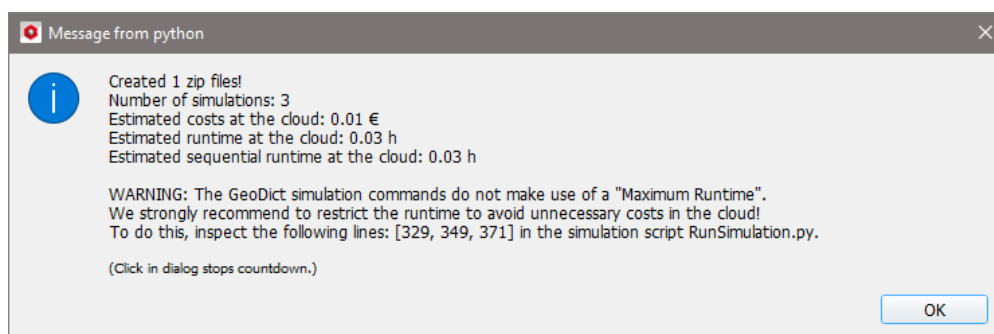 Message from python
Created 1 zip files!
Number of simulations: 3
Estimated costs at the cloud: 0.01 €
Estimated runtime at the cloud: 0.03 h
Estimated sequential runtime at the cloud: 0.03 h
WARNING: The GeoDict simulation commands do not make use of a "Maximum Runtime".
We strongly recommend to restrict the runtime to avoid unnecessary costs in the cloud!
To do this, inspect the following lines: [329, 349, 371] in the simulation script RunSimulation.py.
(Click in dialog stops countdown.)
OK